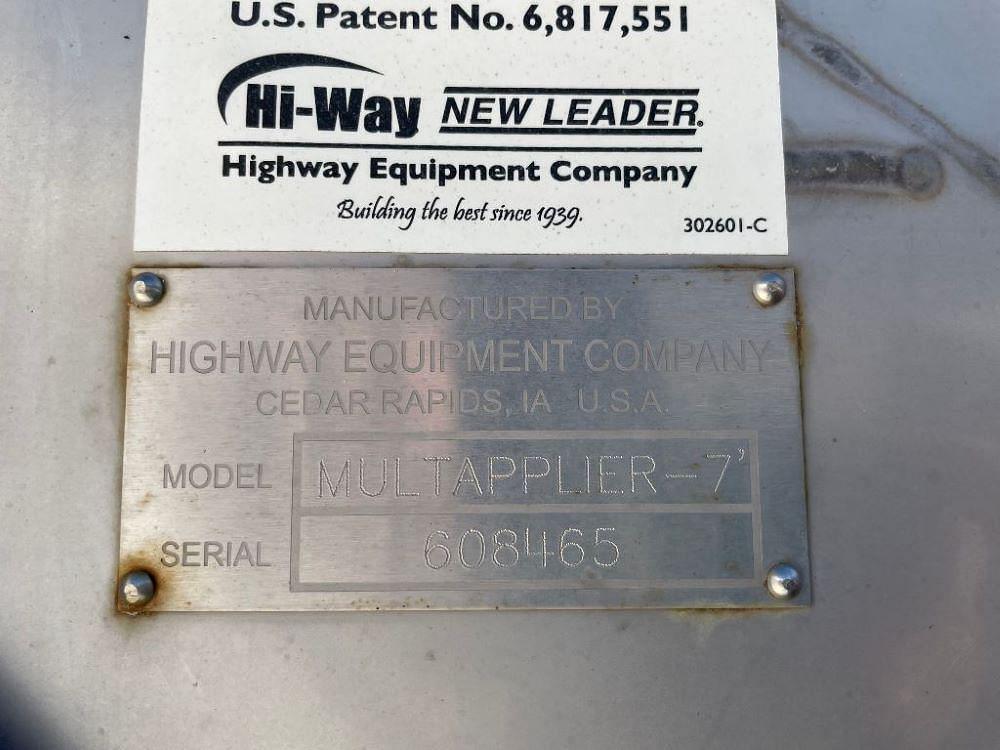 U.S. Patent No. 6,817,551
Hi-Way NEW LEADER®
Highway Equipment Company
Building the best since 1939.
302601-C
MANUFACTURED BY
HIGHWAY EQUIPMENT COMPANY
CEDAR RAPIDS, IA U.S.A.
MODEL MULTAPPLIER-7'
SERIAL 608465